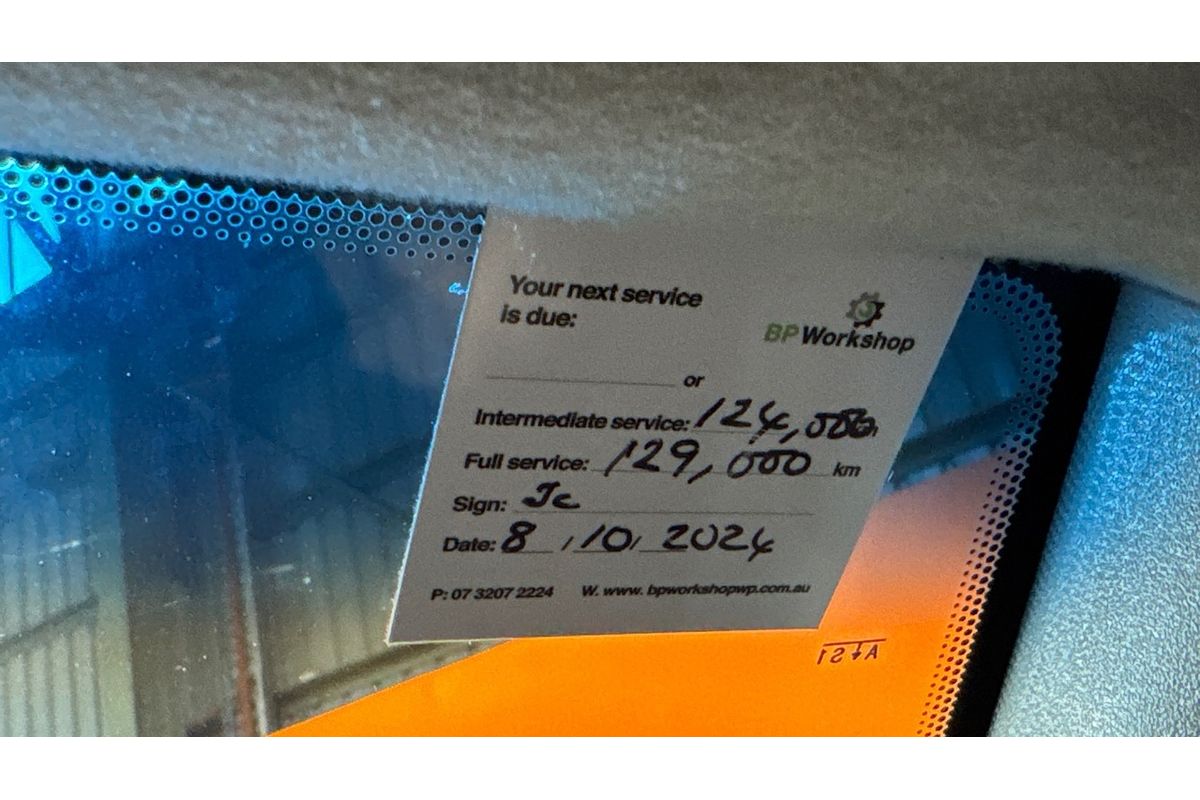 Your next service
is due:
BP Workshop
or
Intermediate service: 124,000
Full service: 129,000 km
Sign: Jc
Date: 8 / 10 / 2024
P: 07 3207 2224 W. www. bpworkshopwp.com.au